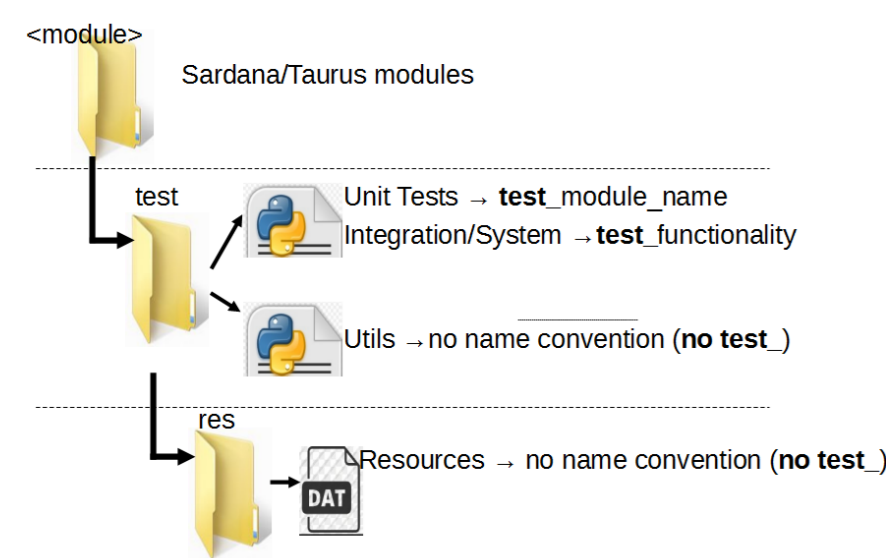 <module>
Sardana/Taurus modules
test
Unit Tests → test_module_name
Integration/System →test_functionality
Utils →no name convention (no test_)
res
Resources → no name convention (no test_)
DAT